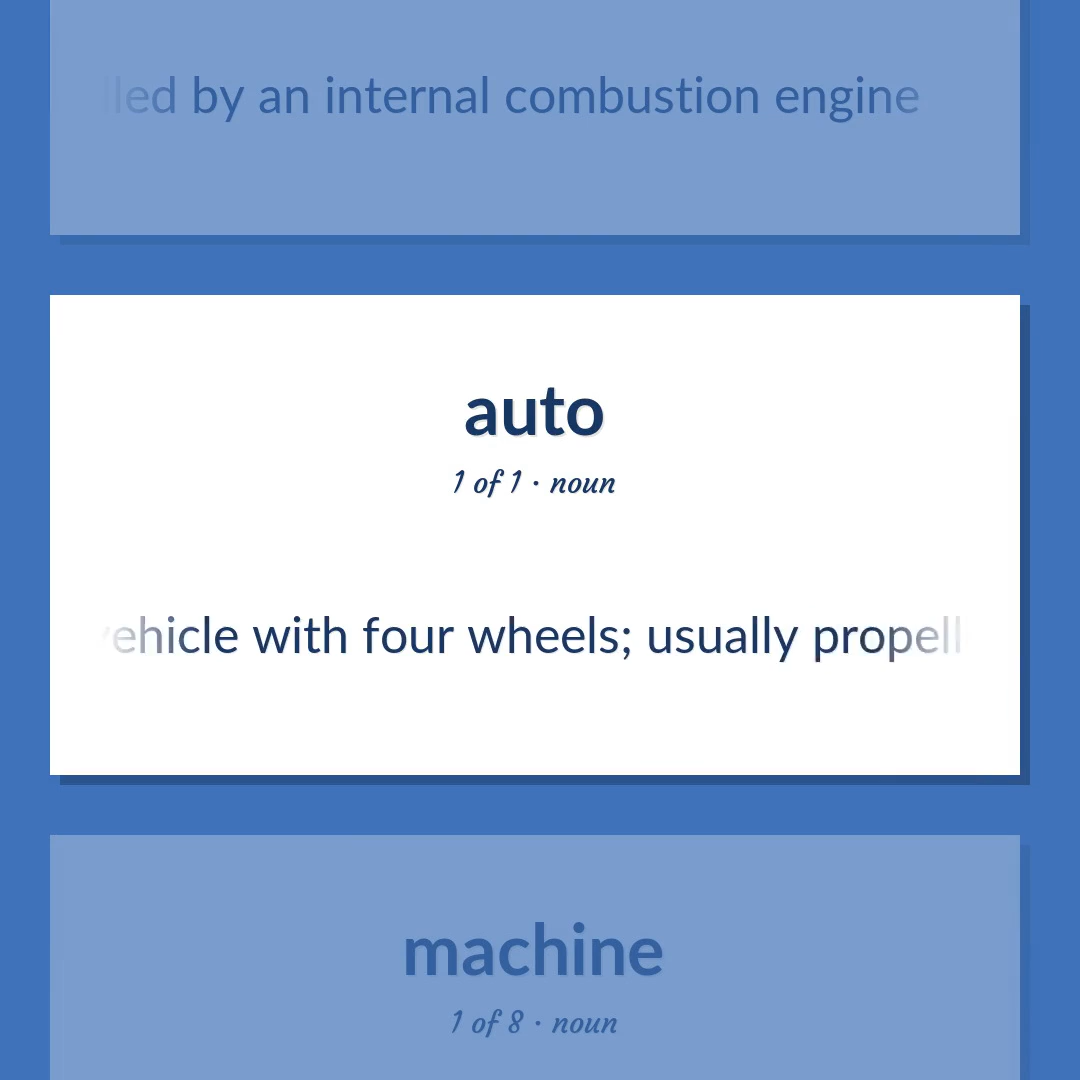 lled by an internal combustion engine
auto
1 of 1 · noun
vehicle with four wheels; usually propell
machine
1 of 8 · noun